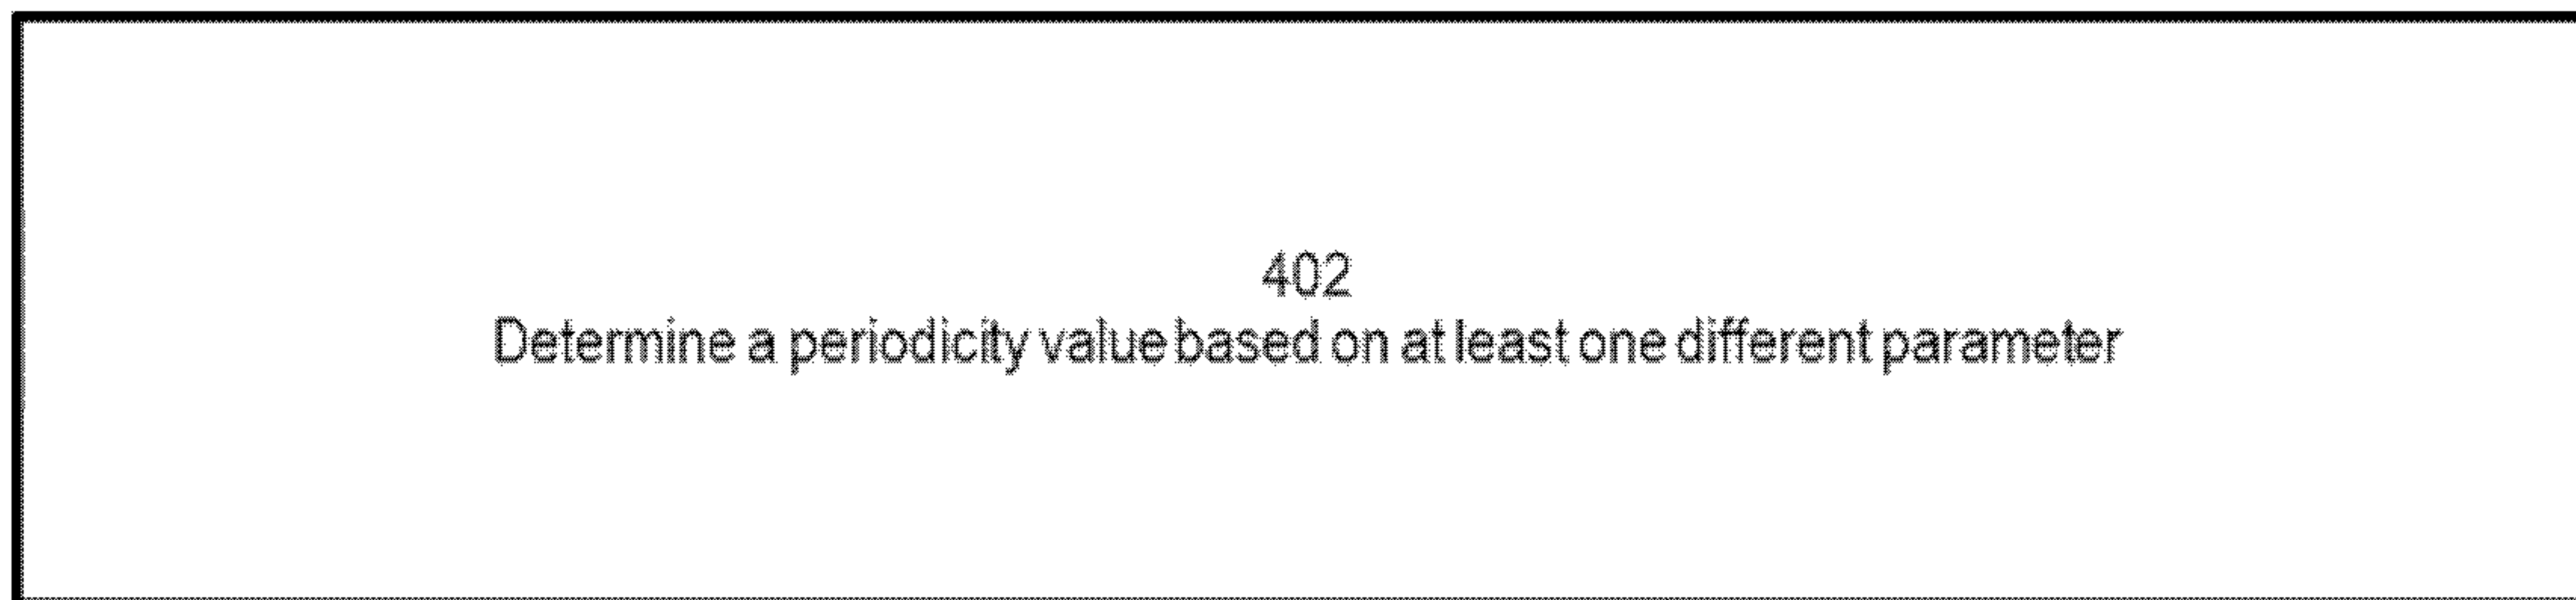 402
Determine a periodicity value based on at least one different parameter